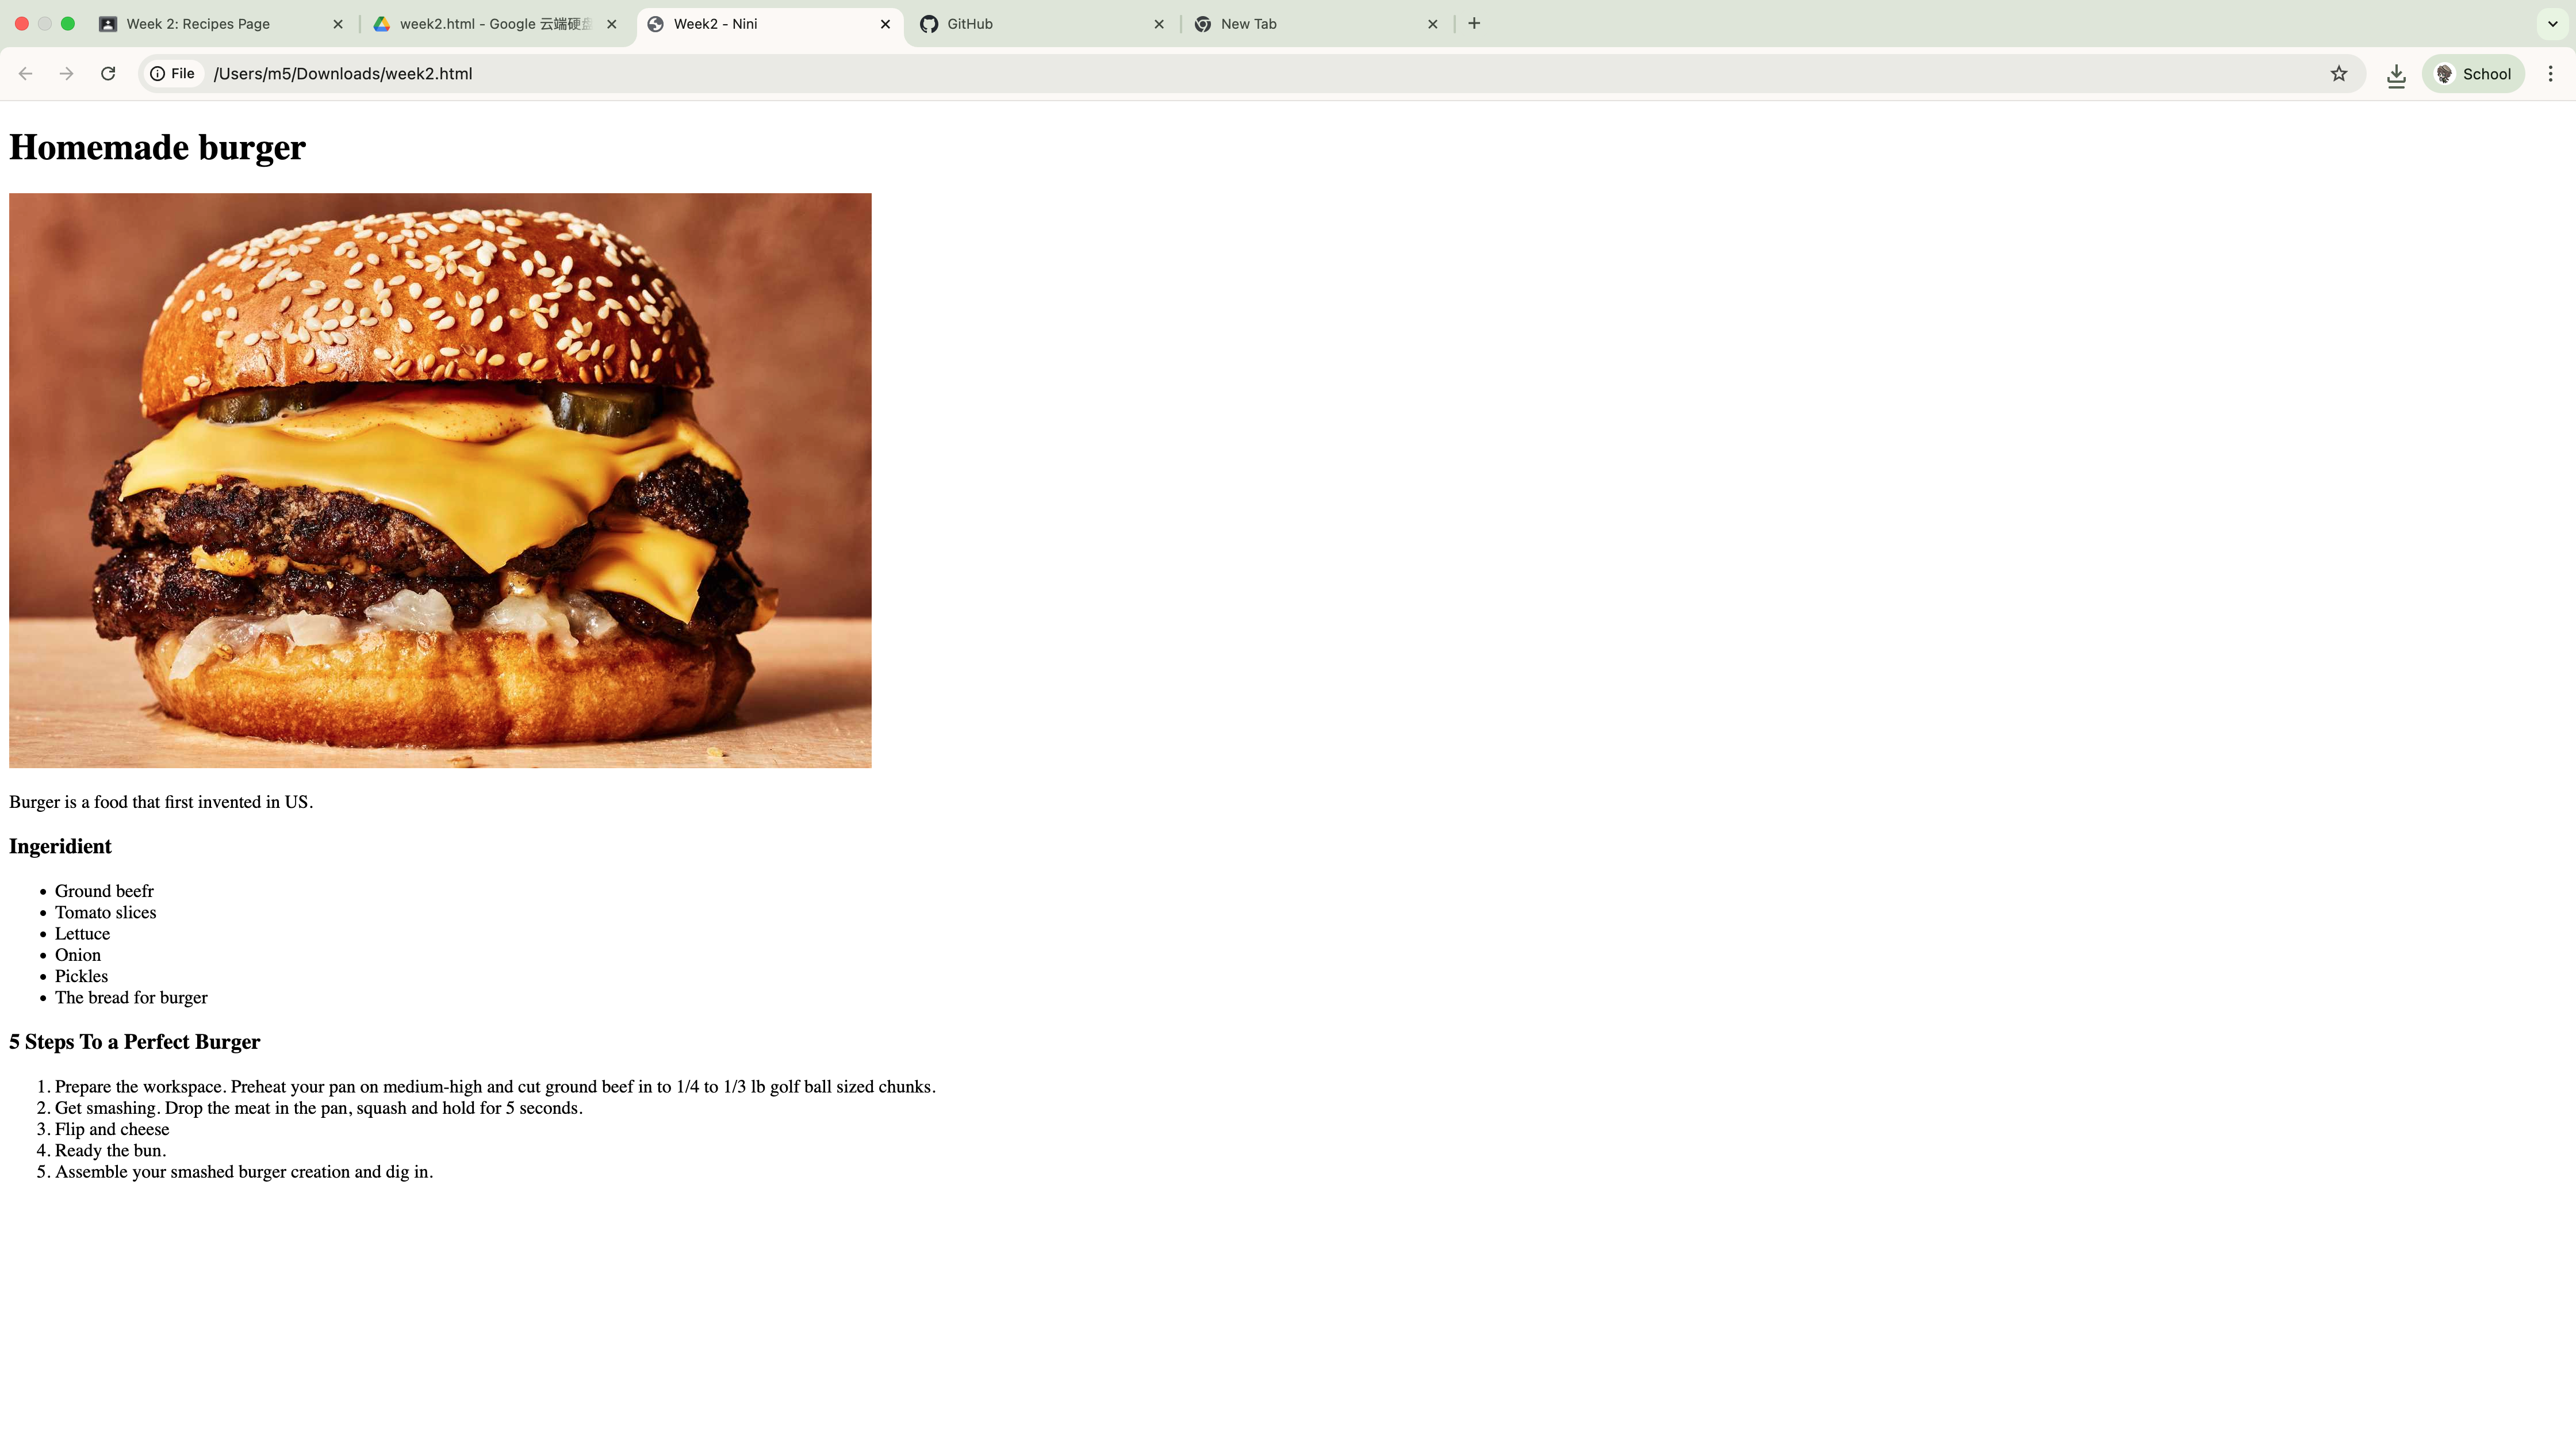 Week 2: Recipes Page
week2.html - Google 云端硬盘
Week2 - Nini
GitHub
New Tab
File
/Users/m5/Downloads/week2.html
School
Homemade burger
Burger is a food that first invented in US.
Ingeridient
• Ground beefr
• Tomato slices
• Lettuce
• Onion
• Pickles
• The bread for burger
5 Steps To a Perfect Burger
1. Prepare the workspace. Preheat your pan on medium-high and cut ground beef in to 1/4 to 1/3 lb golf ball sized chunks.
2. Get smashing. Drop the meat in the pan, squash and hold for 5 seconds.
3. Flip and cheese
4. Ready the bun.
5. Assemble your smashed burger creation and dig in.